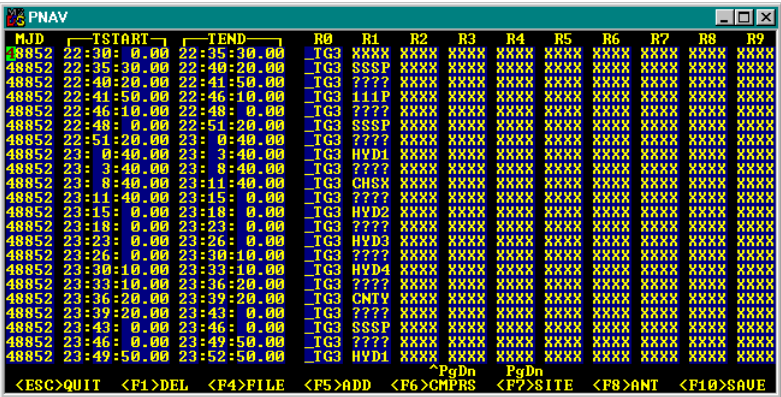 PNAV
MJD TSTART TEND R0 R1 R2 R3 R4 R5 R6 R7 R8 R9
48852 22:30: 0.00 22:35:30.00 _TG3 XXXX XXXX XXXX XXXX XXXX XXXX XXXX XXXX XXXX
48852 22:35:30.00 22:40:20.00 _TG3 SSSP XXXX XXXX XXXX XXXX XXXX XXXX XXXX XXXX
48852 22:40:20.00 22:41:50.00 _TG3 ???? XXXX XXXX XXXX XXXX XXXX XXXX XXXX XXXX
48852 22:41:50.00 22:46:10.00 _TG3 111P XXXX XXXX XXXX XXXX XXXX XXXX XXXX XXXX
48852 22:46:10.00 22:48: 0.00 _TG3 ???? XXXX XXXX XXXX XXXX XXXX XXXX XXXX XXXX
48852 22:48: 0.00 22:51:20.00 _TG3 SSSP XXXX XXXX XXXX XXXX XXXX XXXX XXXX XXXX
48852 22:51:20.00 23: 0:40.00 _TG3 ???? XXXX XXXX XXXX XXXX XXXX XXXX XXXX XXXX
48852 23: 0:40.00 23: 3:40.00 _TG3 HYD1 XXXX XXXX XXXX XXXX XXXX XXXX XXXX XXXX
48852 23: 3:40.00 23: 8:40.00 _TG3 ???? XXXX XXXX XXXX XXXX XXXX XXXX XXXX XXXX
48852 23: 8:40.00 23:11:40.00 _TG3 CHSX XXXX XXXX XXXX XXXX XXXX XXXX XXXX XXXX
48852 23:11:40.00 23:15: 0.00 _TG3 ???? XXXX XXXX XXXX XXXX XXXX XXXX XXXX XXXX
48852 23:15: 0.00 23:18: 0.00 _TG3 HYD2 XXXX XXXX XXXX XXXX XXXX XXXX XXXX XXXX
48852 23:18: 0.00 23:23: 0.00 _TG3 ???? XXXX XXXX XXXX XXXX XXXX XXXX XXXX XXXX
48852 23:23: 0.00 23:26: 0.00 _TG3 HYD3 XXXX XXXX XXXX XXXX XXXX XXXX XXXX XXXX
48852 23:26: 0.00 23:30:10.00 _TG3 ???? XXXX XXXX XXXX XXXX XXXX XXXX XXXX XXXX
48852 23:30:10.00 23:33:10.00 _TG3 HYD4 XXXX XXXX XXXX XXXX XXXX XXXX XXXX XXXX
48852 23:33:10.00 23:36:20.00 _TG3 ???? XXXX XXXX XXXX XXXX XXXX XXXX XXXX XXXX
48852 23:36:20.00 23:39:20.00 _TG3 CNTY XXXX XXXX XXXX XXXX XXXX XXXX XXXX XXXX
48852 23:39:20.00 23:43: 0.00 _TG3 ???? XXXX XXXX XXXX XXXX XXXX XXXX XXXX XXXX
48852 23:43: 0.00 23:46: 0.00 _TG3 SSSP XXXX XXXX XXXX XXXX XXXX XXXX XXXX XXXX
48852 23:46: 0.00 23:49:50.00 _TG3 ???? XXXX XXXX XXXX XXXX XXXX XXXX XXXX XXXX
48852 23:49:50.00 23:52:50.00 _TG3 HYD1 XXXX XXXX XXXX XXXX XXXX XXXX XXXX XXXX
^PgDn PgDn
<ESC>QUIT <F1>DEL <F4>FILE <F5>ADD <F6>CMPRS <F7>SITE <F8>ANT <F10>SAVE